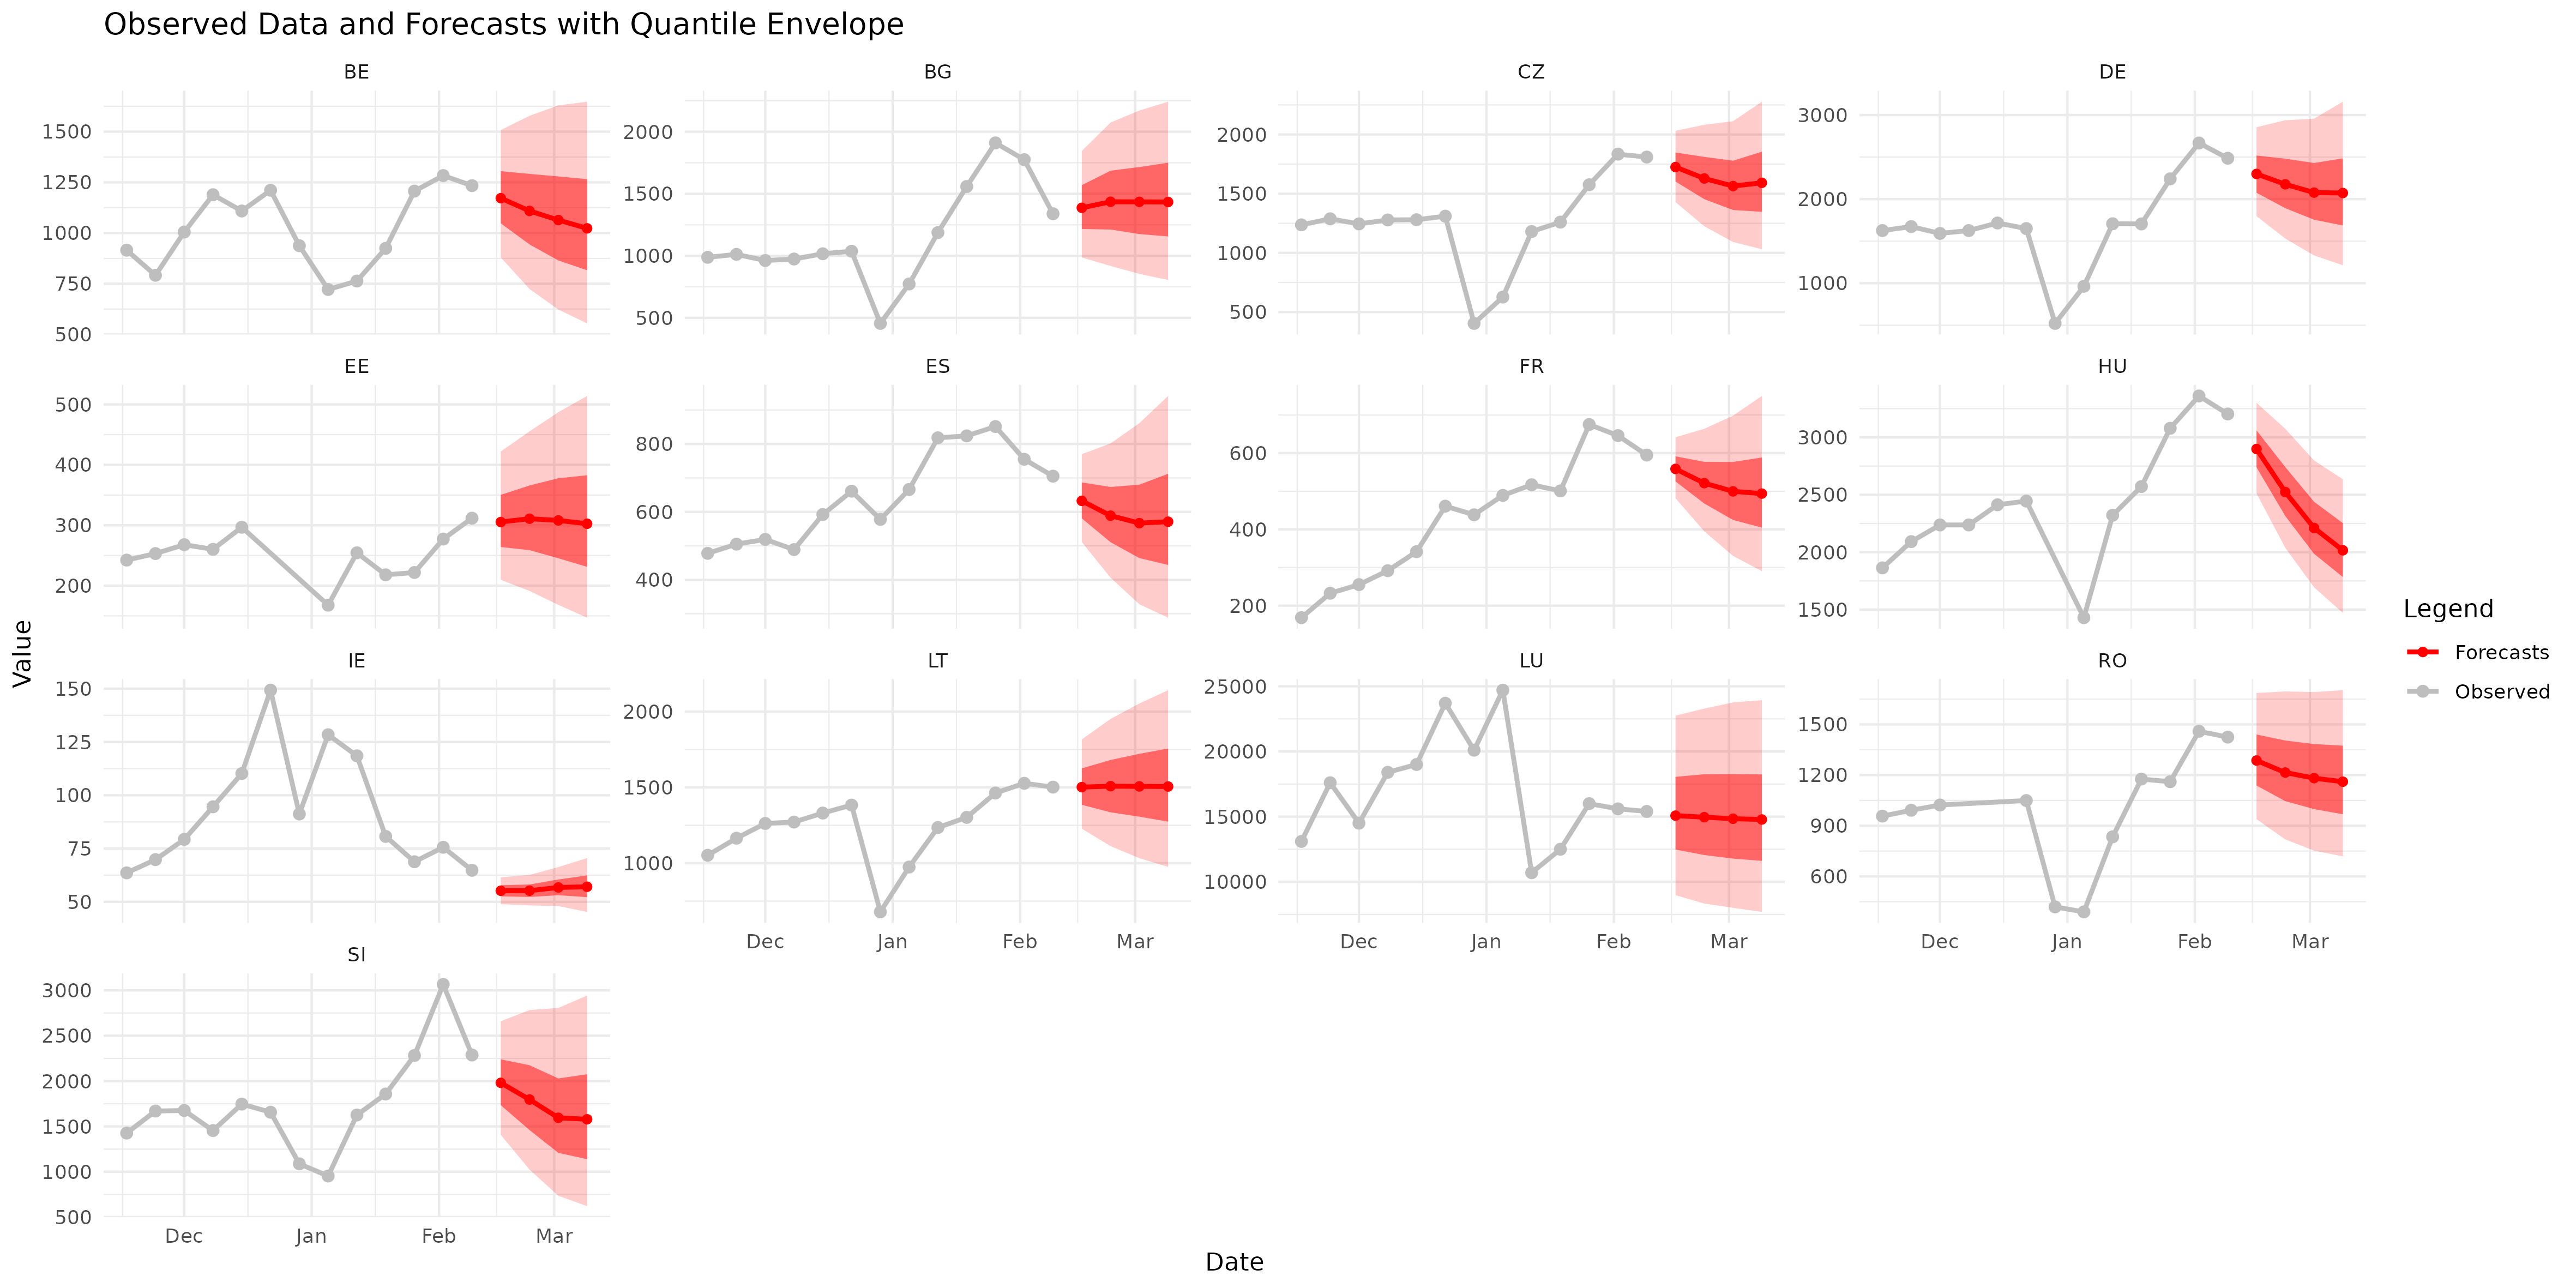 Observed Data and Forecasts with Quantile Envelope
BE
BG
CZ
DE
1500
1250
1000
750
500
2000
1500
1000
500
2000
1500
1000
500
3000
2000
1000
EE
ES
FR
HU
500
400
300
200
800
600
400
600
400
200
3000
2500
2000
1500
IE
LT
LU
RO
150
125
100
75
50
2000
1500
1000
25000
20000
15000
10000
1500
1200
900
600
Dec Jan Feb Mar
Dec Jan Feb Mar
Dec Jan Feb Mar
SI
3000
2500
2000
1500
1000
500
Dec Jan Feb Mar
Value
Date
Legend
Forecasts
Observed